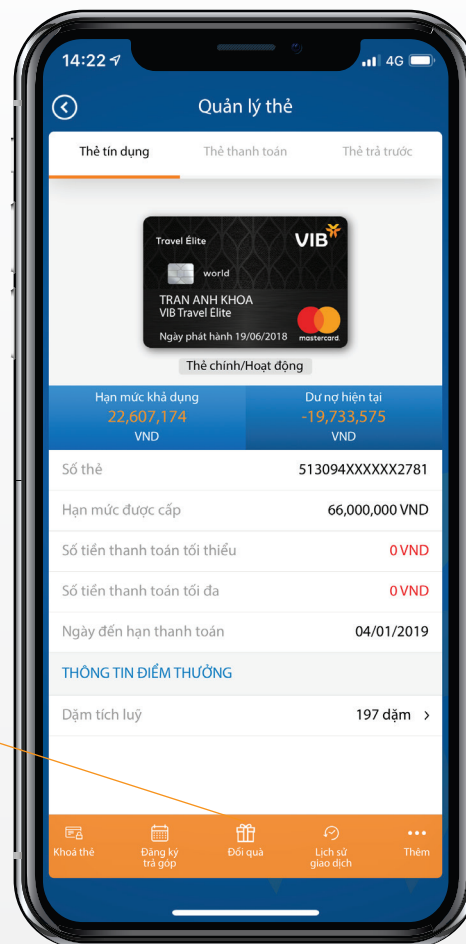 14:22
4G
Quản lý thẻ
Thẻ tín dụng
Thẻ thanh toán
Thẻ trả trước
Travel Élite
VIB
world
TRAN ANH KHOA
VIB Travel Elite
Ngày phát hành 19/06/2018
mastercard.
Thẻ chính/Hoạt động
Hạn mức khả dụng
22,607,174
VND
Dư nợ hiện tại
-19,733,575
VND
Số thẻ
513094XXXXXX2781
Hạn mức được cấp
66,000,000 VND
Số tiền thanh toán tối thiểu
0 VND
Số tiền thanh toán tối đa
0 VND
Ngày đến hạn thanh toán
04/01/2019
THÔNG TIN ĐIỂM THƯỞNG
Dặm tích luỹ
197 dặm
Khoá thẻ
Đăng ký
trả góp
Đổi quà
Lịch sử
giao dịch
Thêm